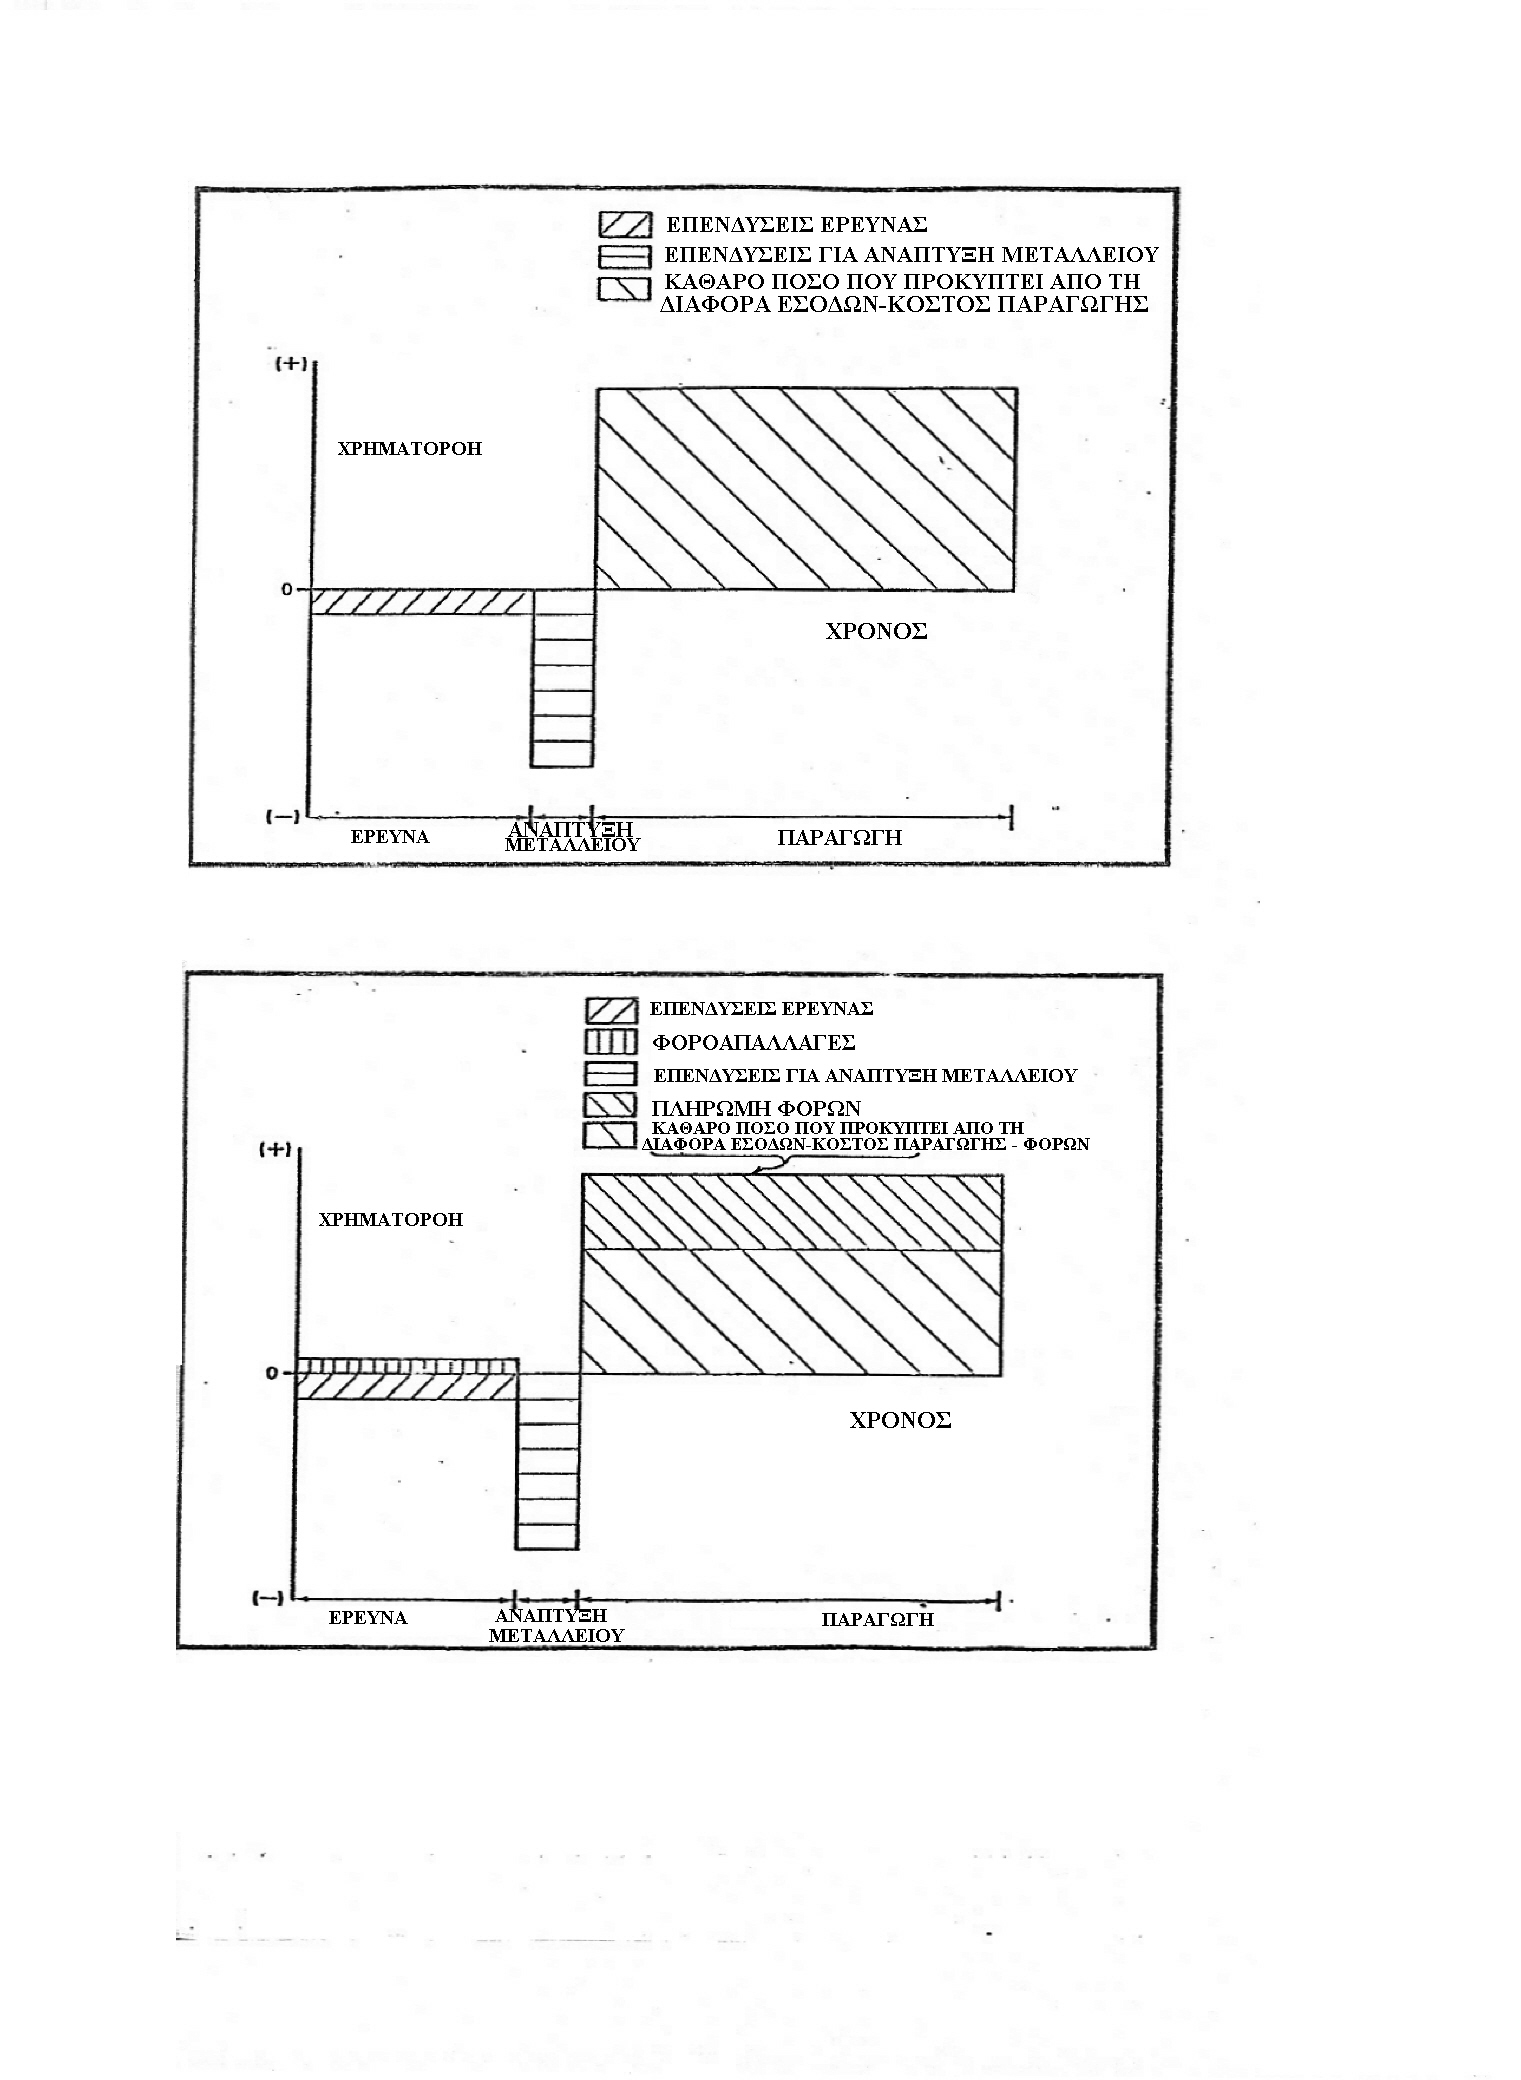 ΕΠΕΝΔΥΣΕΙΣ ΕΡΕΥΝΑΣ
ΕΠΕΝΔΥΣΕΙΣ ΓΙΑ ΑΝΑΠΤΥΞΗ ΜΕΤΑΛΛΕΙΟΥ
ΚΑΘΑΡΟ ΠΟΣΟ ΠΟΥ ΠΡΟΚΥΠΤΕΙ ΑΠΟ ΤΗ
ΔΙΑΦΟΡΑ ΕΣΟΔΩΝ-ΚΟΣΤΟΣ ΠΑΡΑΓΩΓΗΣ
(+)
ΧΡΗΜΑΤΟΡΟΗ
0
ΧΡΟΝΟΣ
(—)
ΕΡΕΥΝΑ
ΑΝΑΠΤΥΞΗ
ΜΕΤΑΛΛΕΙΟΥ
ΠΑΡΑΓΩΓΗ
ΕΠΕΝΔΥΣΕΙΣ ΕΡΕΥΝΑΣ
ΦΟΡΟΑΠΑΛΛΑΓΕΣ
ΕΠΕΝΔΥΣΕΙΣ ΓΙΑ ΑΝΑΠΤΥΞΗ ΜΕΤΑΛΛΕΙΟΥ
ΠΛΗΡΩΜΗ ΦΟΡΩΝ
ΚΑΘΑΡΟ ΠΟΣΟ ΠΟΥ ΠΡΟΚΥΠΤΕΙ ΑΠΟ ΤΗ
ΔΙΑΦΟΡΑ ΕΣΟΔΩΝ-ΚΟΣΤΟΣ ΠΑΡΑΓΩΓΗΣ - ΦΟΡΩΝ
(+)
ΧΡΗΜΑΤΟΡΟΗ
0
ΧΡΟΝΟΣ
(—)
ΕΡΕΥΝΑ
ΑΝΑΠΤΥΞΗ
ΜΕΤΑΛΛΕΙΟΥ
ΠΑΡΑΓΩΓΗ